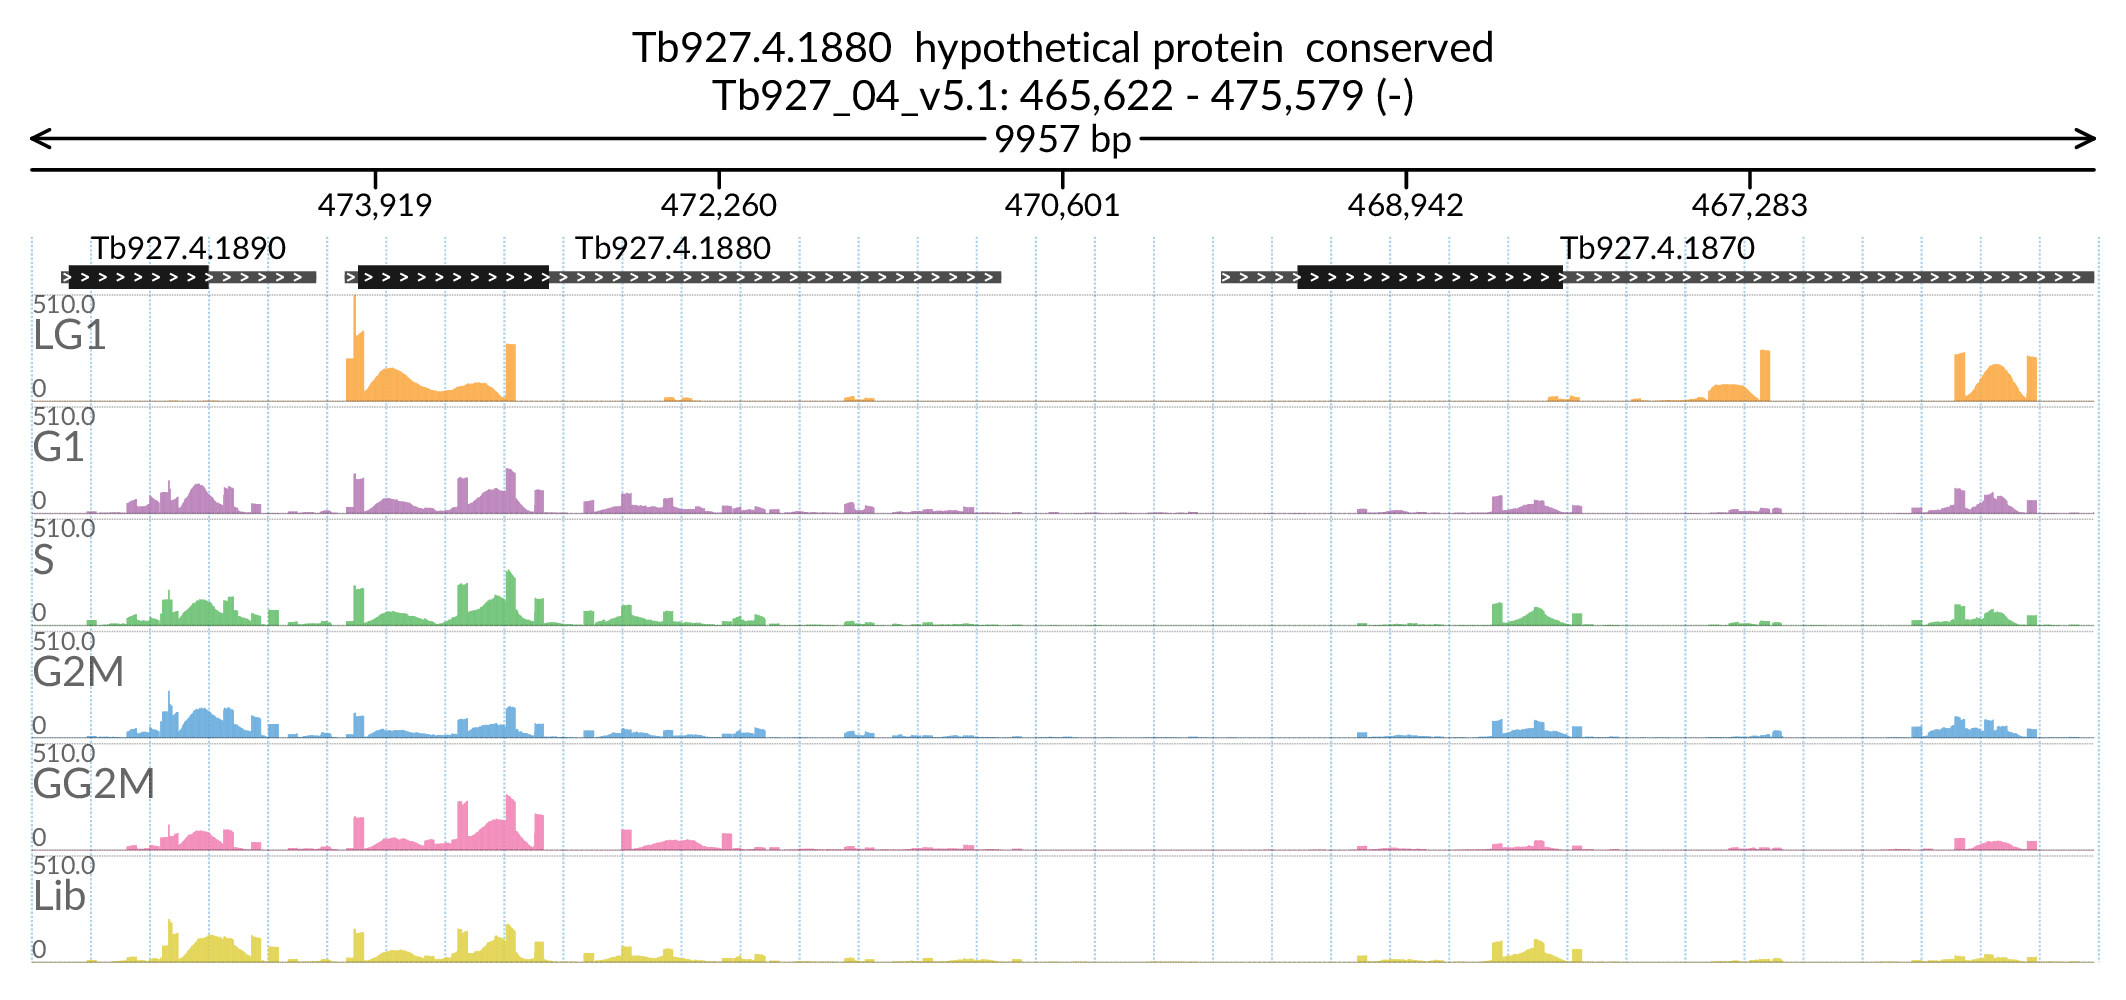 Tb927.4.1880  hypothetical protein  conserved
Tb927_04_v5.1: 465,622 - 475,579 (-)
9957 bp
473,919 472,260 470,601 468,942 467,283
Tb927.4.1890 Tb927.4.1880 Tb927.4.1870
510.0
LG1
0
510.0
G1
0
510.0
S
0
510.0
G2M
0
510.0
GG2M
0
510.0
Lib
0